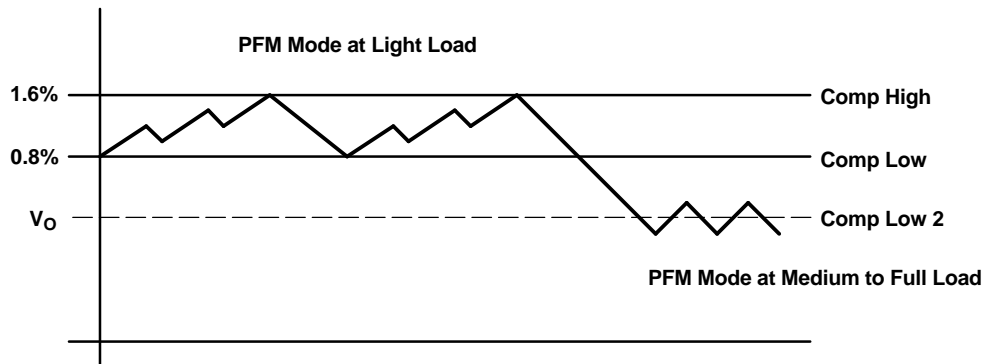 PFM Mode at Light Load
1.6%
Comp High
0.8%
Comp Low
VO
Comp Low 2
PFM Mode at Medium to Full Load